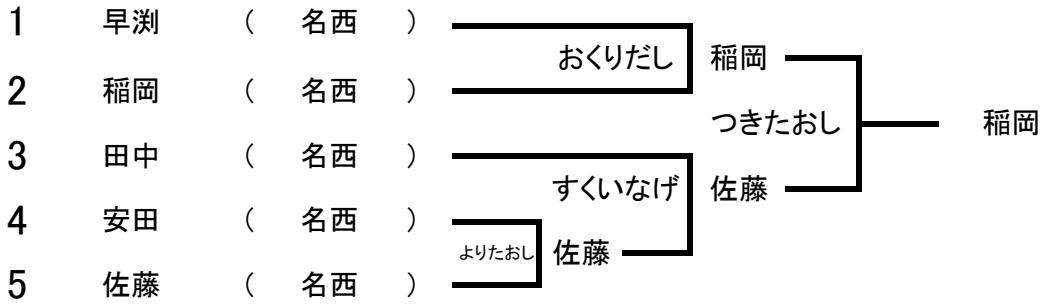 1 早渕 ( 名西 )
おくりだし 稲岡
2 稲岡 ( 名西 )
つきたおし 稲岡
3 田中 ( 名西 )
すくいなげ 佐藤
4 安田 ( 名西 )
よりたおし 佐藤
5 佐藤 ( 名西 )